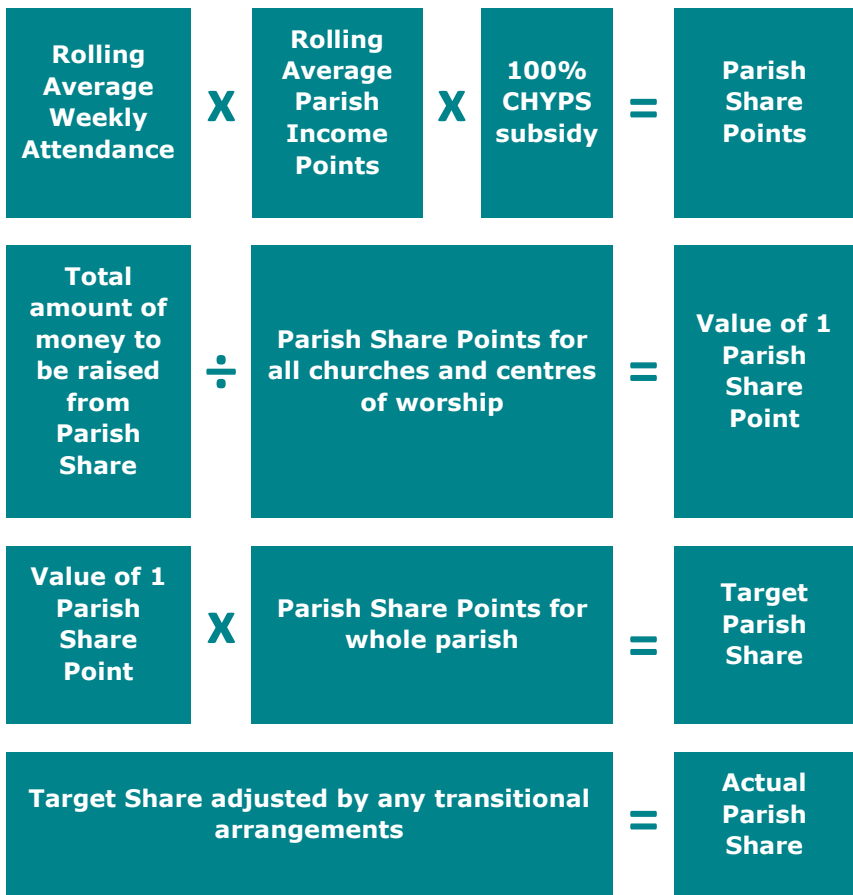 Rolling
Average
Weekly
Attendance
X
Rolling
Average
Parish
Income
Points
X
100%
CHYPS
subsidy
=
Parish
Share
Points
Total
amount of
money to
be raised
from
Parish
Share
÷
Parish Share Points for
all churches and centres
of worship
=
Value of 1
Parish
Share
Point
Value of 1
Parish
Share
Point
X
Parish Share Points for
whole parish
=
Target
Parish
Share
Target Share adjusted by any transitional
arrangements
=
Actual
Parish
Share